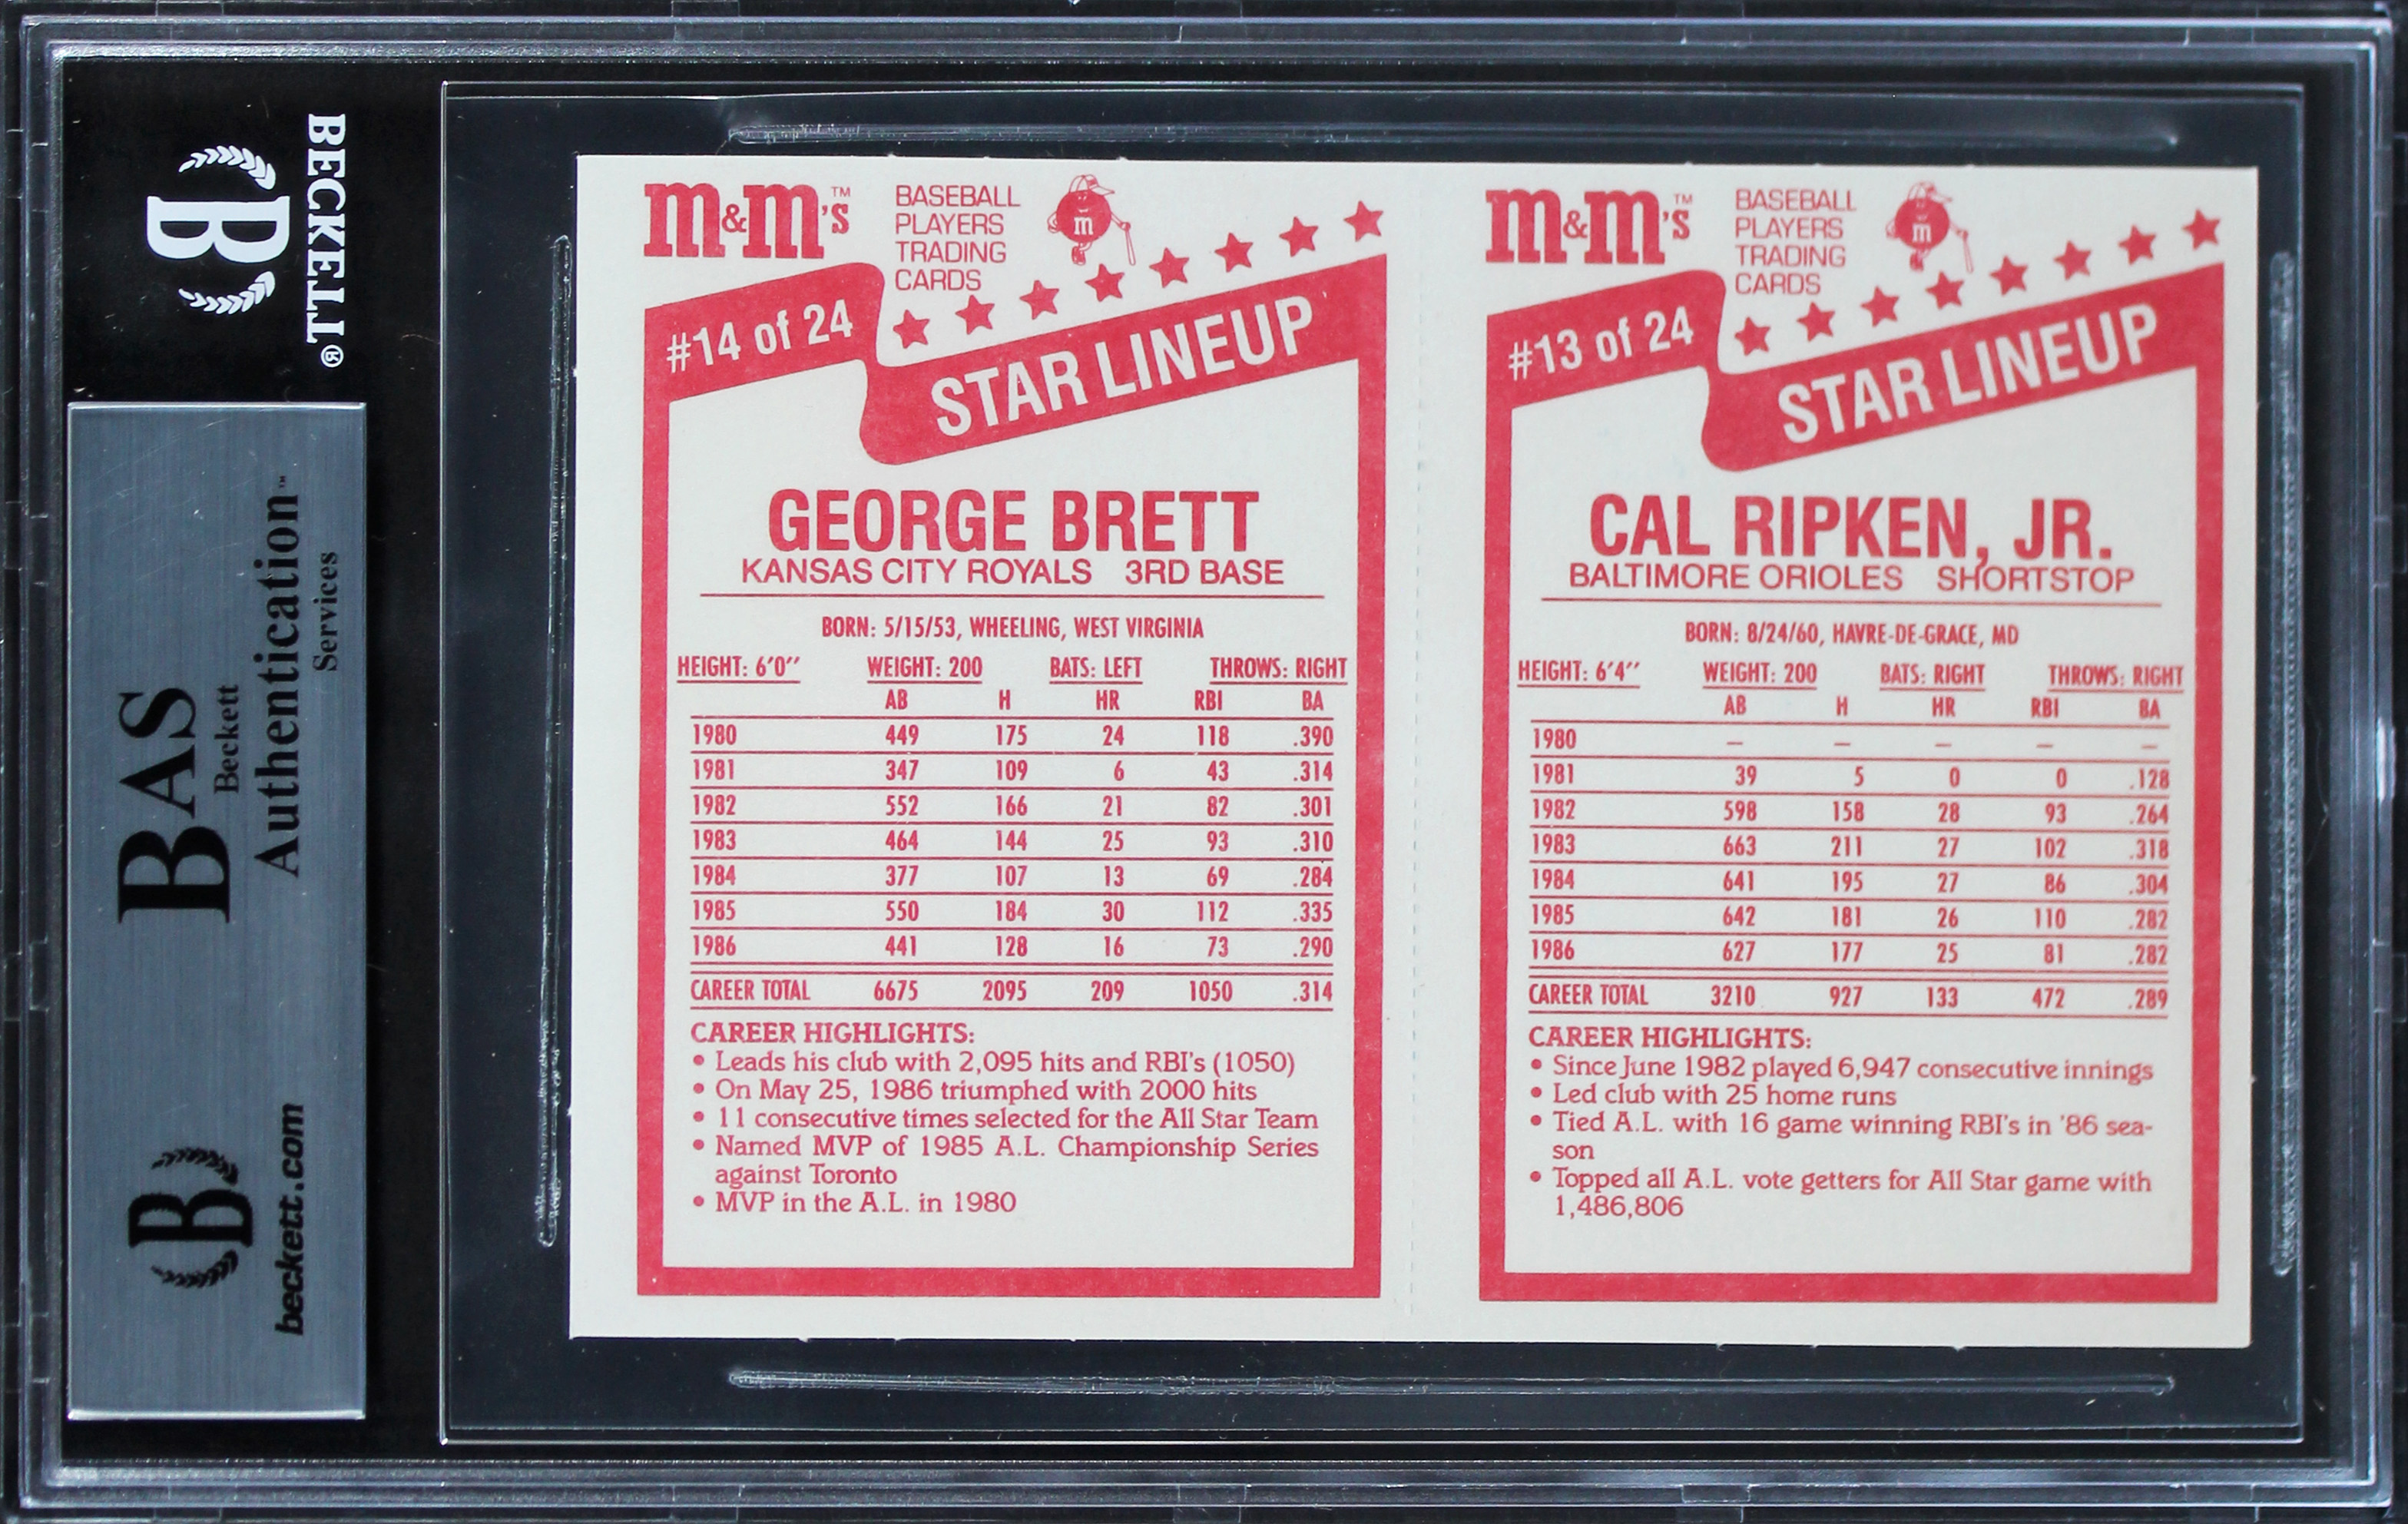 BECKETT®
B
BAS
Beckett
Authentication™
Services
B
beckett.com
m&m's™
BASEBALL
PLAYERS
TRADING
CARDS
m
#14 of 24
STAR LINEUP
GEORGE BRETT
KANSAS CITY ROYALS 3RD BASE
BORN: 5/15/53, WHEELING, WEST VIRGINIA
HEIGHT: 6'0" WEIGHT: 200 BATS: LEFT THROWS: RIGHT
AB H HR RBI BA
1980 449 175 24 118 .390
1981 347 109 6 43 .314
1982 552 166 21 82 .301
1983 464 144 25 93 .310
1984 377 107 13 69 .284
1985 550 184 30 112 .335
1986 441 128 16 73 .290
CAREER TOTAL 6675 2095 209 1050 .314
CAREER HIGHLIGHTS:
• Leads his club with 2,095 hits and RBI's (1050)
• On May 25, 1986 triumphed with 2000 hits
• 11 consecutive times selected for the All Star Team
• Named MVP of 1985 A.L. Championship Series
against Toronto
• MVP in the A.L. in 1980
m&m's™
BASEBALL
PLAYERS
TRADING
CARDS
m
#13 of 24
STAR LINEUP
CAL RIPKEN, JR.
BALTIMORE ORIOLES SHORTSTOP
BORN: 8/24/60, HAVRE-DE-GRACE, MD
HEIGHT: 6'4" WEIGHT: 200 BATS: RIGHT THROWS: RIGHT
AB H HR RBI BA
1980 — — — — —
1981 39 5 0 0 .128
1982 598 158 28 93 .264
1983 663 211 27 102 .318
1984 641 195 27 86 .304
1985 642 181 26 110 .282
1986 627 177 25 81 .282
CAREER TOTAL 3210 927 133 472 .289
CAREER HIGHLIGHTS:
• Since June 1982 played 6,947 consecutive innings
• Led club with 25 home runs
• Tied A.L. with 16 game winning RBI's in '86 sea-
son
• Topped all A.L. vote getters for All Star game with
1,486,806